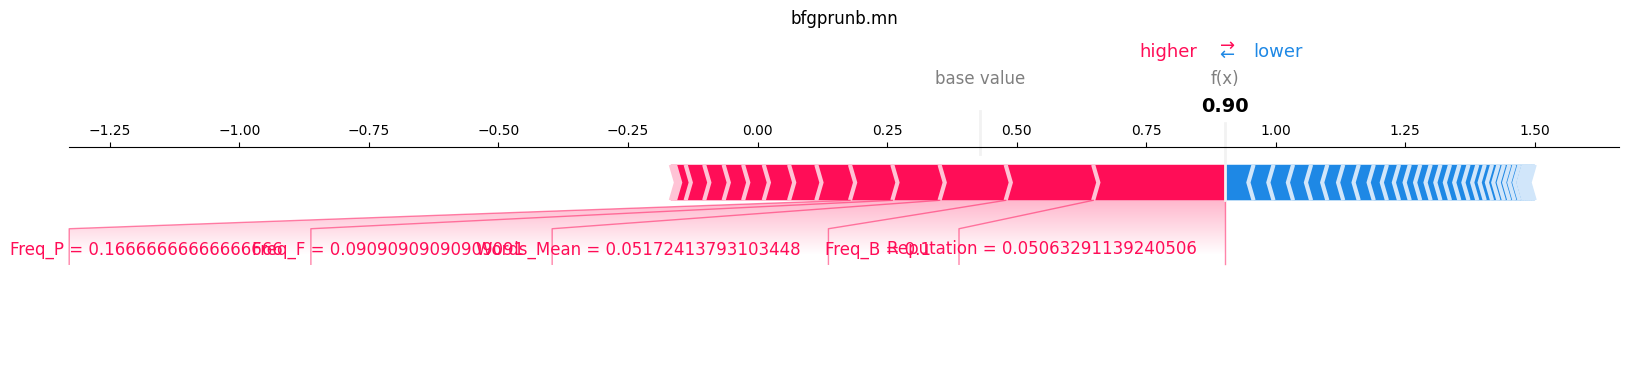 bfgprunb.mn
higher ⇄ lower
base value f(x)
0.90
−1.25 −1.00 −0.75 −0.50 −0.25 0.00 0.25 0.50 0.75 1.00 1.25 1.50
Freq_P = 0.16666666666666666 Freq_F = 0.09090909090909091 Words_Mean = 0.05172413793103448 Freq_B = 0.1 Reputation = 0.05063291139240506